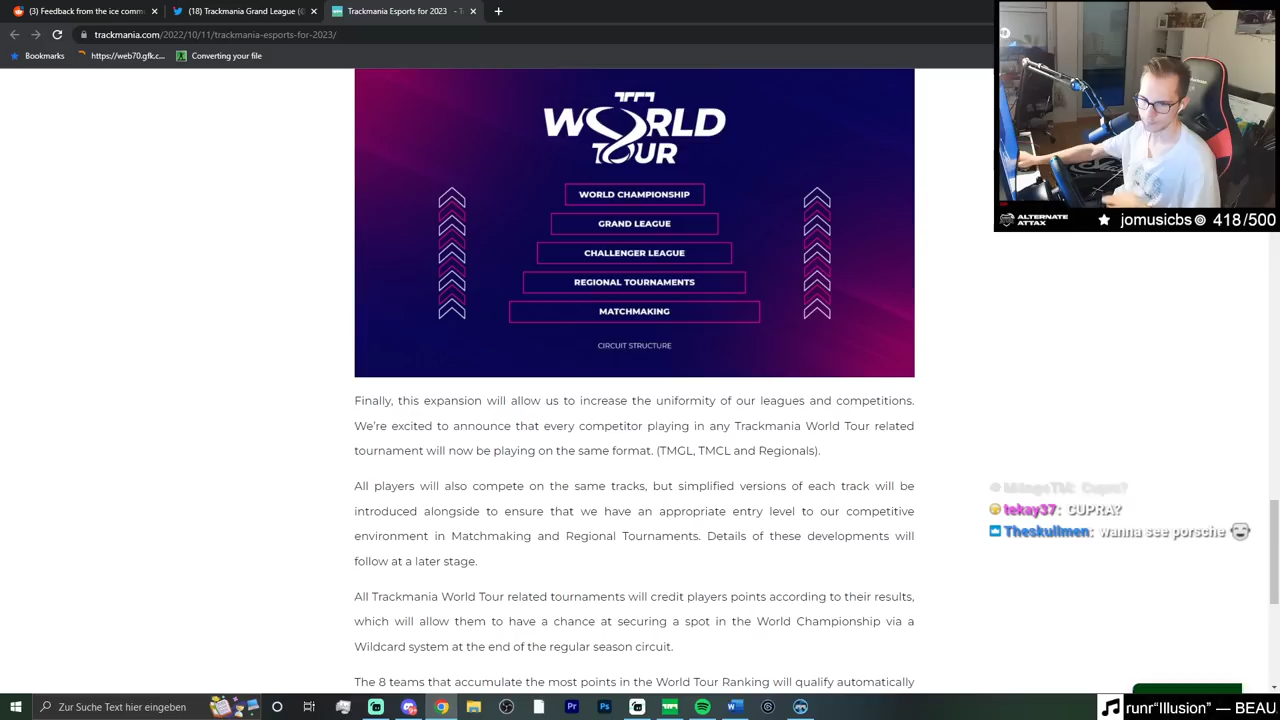 (3) Feedback from the ice comm
(18) Trackmania Grand League (
Trackmania Esports for 2023 - T
trackmania.com/2022/10/11/trackmania-esports-for-2023/
Bookmarks
https://web70.gfk.c...
Converting your file
WORLD TOUR
WORLD CHAMPIONSHIP
GRAND LEAGUE
CHALLENGER LEAGUE
REGIONAL TOURNAMENTS
MATCHMAKING
CIRCUIT STRUCTURE
ALTERNATE
ATTAX
jomusicbs
418/500
Finally, this expansion will allow us to increase the uniformity of our leagues and competitions.
We're excited to announce that every competitor playing in any Trackmania World Tour related
tournament will now be playing on the same format. (TMGL, TMCL and Regionals).
All players will also compete on the same tracks, but simplified versions of each track will be
introduced alongside to ensure that we have an appropriate entry level to our competitive
environment in Matchmaking and Regional Tournaments. Details of these developments will
follow at a later stage.
All Trackmania World Tour related tournaments will credit players points according to their results,
which will allow them to have a chance at securing a spot in the World Championship via a
Wildcard system at the end of the regular season circuit.
The 8 teams that accumulate the most points in the World Tour Ranking will qualify automatically
Cupra?
tekay37: CUPRA?
Theskullmen: wanna see porsche
Zur Suche Text hier eingeben
runr“Illusion” — BEAU